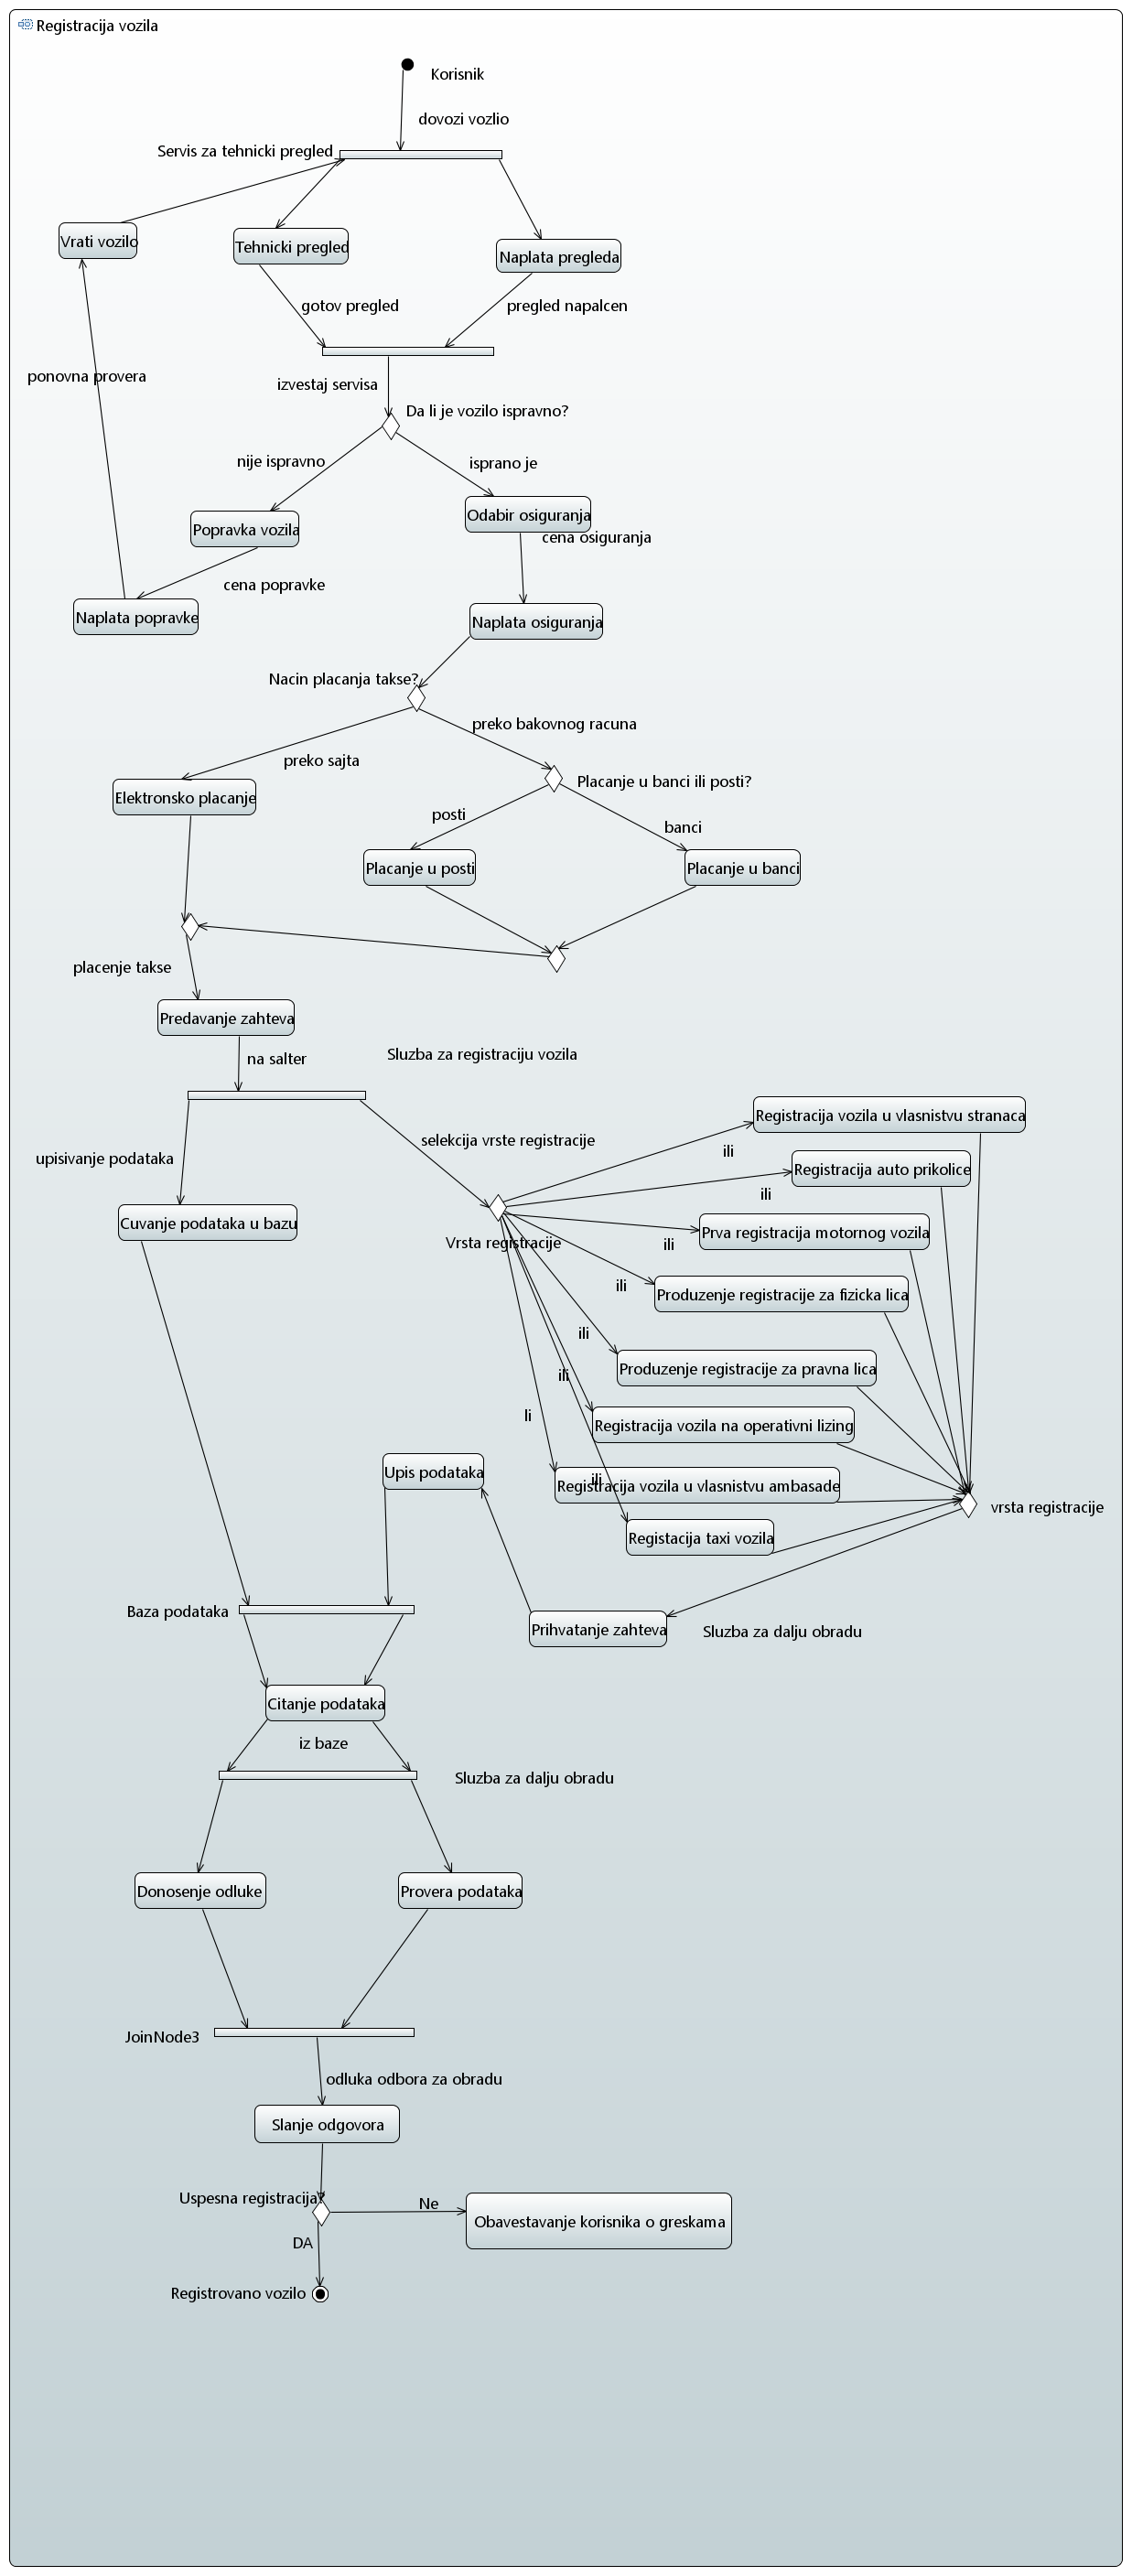 Registracija vozila
Korisnik
dovozi vozlio
Servis za tehnicki pregled
Vrati vozilo
Tehnicki pregled
Naplata pregleda
gotov pregled
pregled napalcen
ponovna provera
izvestaj servisa
Da li je vozilo ispravno?
nije ispravno
isprano je
Popravka vozila
Odabir osiguranja
cena osiguranja
cena popravke
Naplata popravke
Naplata osiguranja
Nacin placanja takse?
preko bakovnog racuna
preko sajta
Placanje u banci ili posti?
Elektronsko placanje
posti
banci
Placanje u posti
Placanje u banci
placenje takse
Predavanje zahteva
na salter
Sluzba za registraciju vozila
Registracija vozila u vlasnistvu stranaca
selekcija vrste registracije
ili
upisivanje podataka
Registracija auto prikolice
ili
Cuvanje podataka u bazu
Prva registracija motornog vozila
Vrsta registracije
ili
ili
Produzenje registracije za fizicka lica
ili
Produzenje registracije za pravna lica
ili
li
Registracija vozila na operativni lizing
Upis podataka
Registracija vozila u vlasnistvu ambasade
ili
vrsta registracije
Registacija taxi vozila
Baza podataka
Prihvatanje zahteva
Sluzba za dalju obradu
Citanje podataka
iz baze
Sluzba za dalju obradu
Donosenje odluke
Provera podataka
JoinNode3
odluka odbora za obradu
Slanje odgovora
Uspesna registracija?
Ne
Obavestavanje korisnika o greskama
DA
Registrovano vozilo